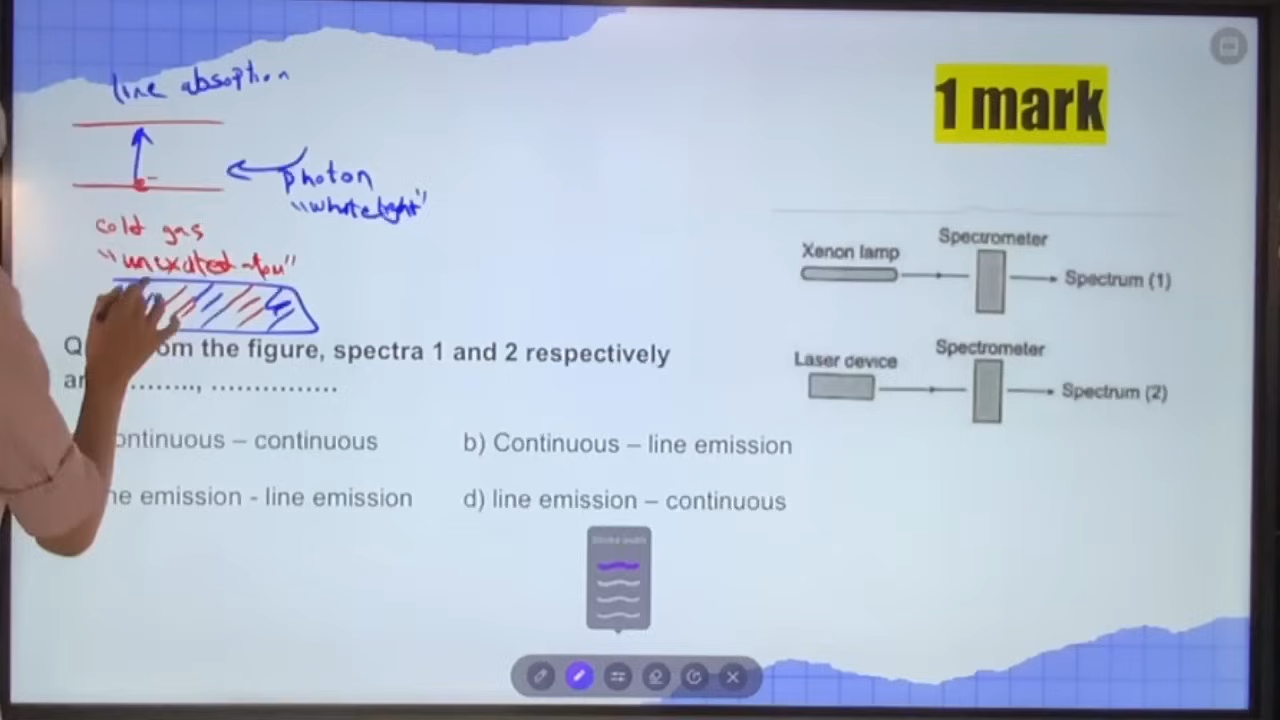 line absoption
1 mark
photon
"white light"
cold gas
Xenon lamp
Spectrometer
Spectrum (1)
om the figure, spectra 1 and 2 respectively
........, ...............
Laser device
Spectrometer
Spectrum (2)
ontinuous – continuous
b) Continuous – line emission
ne emission - line emission
d) line emission – continuous
Stroke width